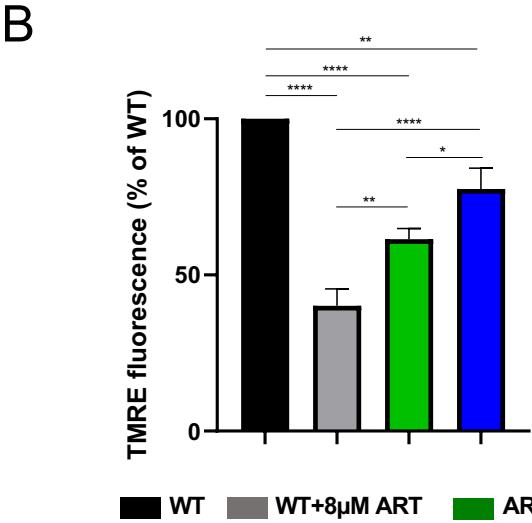 B
**
****
****
****
*
**
TMRE fluorescence (% of WT)
100
50
0
WT
WT+8µM ART
AR